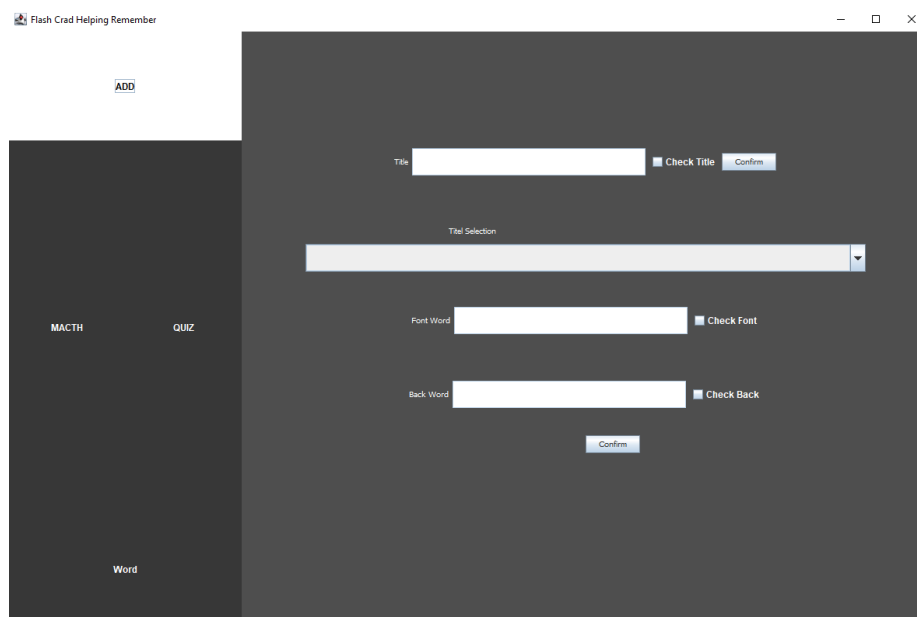 Flash Crad Helping Remember
ADD
Title Check Title Confirm
Titel Selection
MACTH QUIZ
Font Word Check Font
Back Word Check Back
Confirm
Word